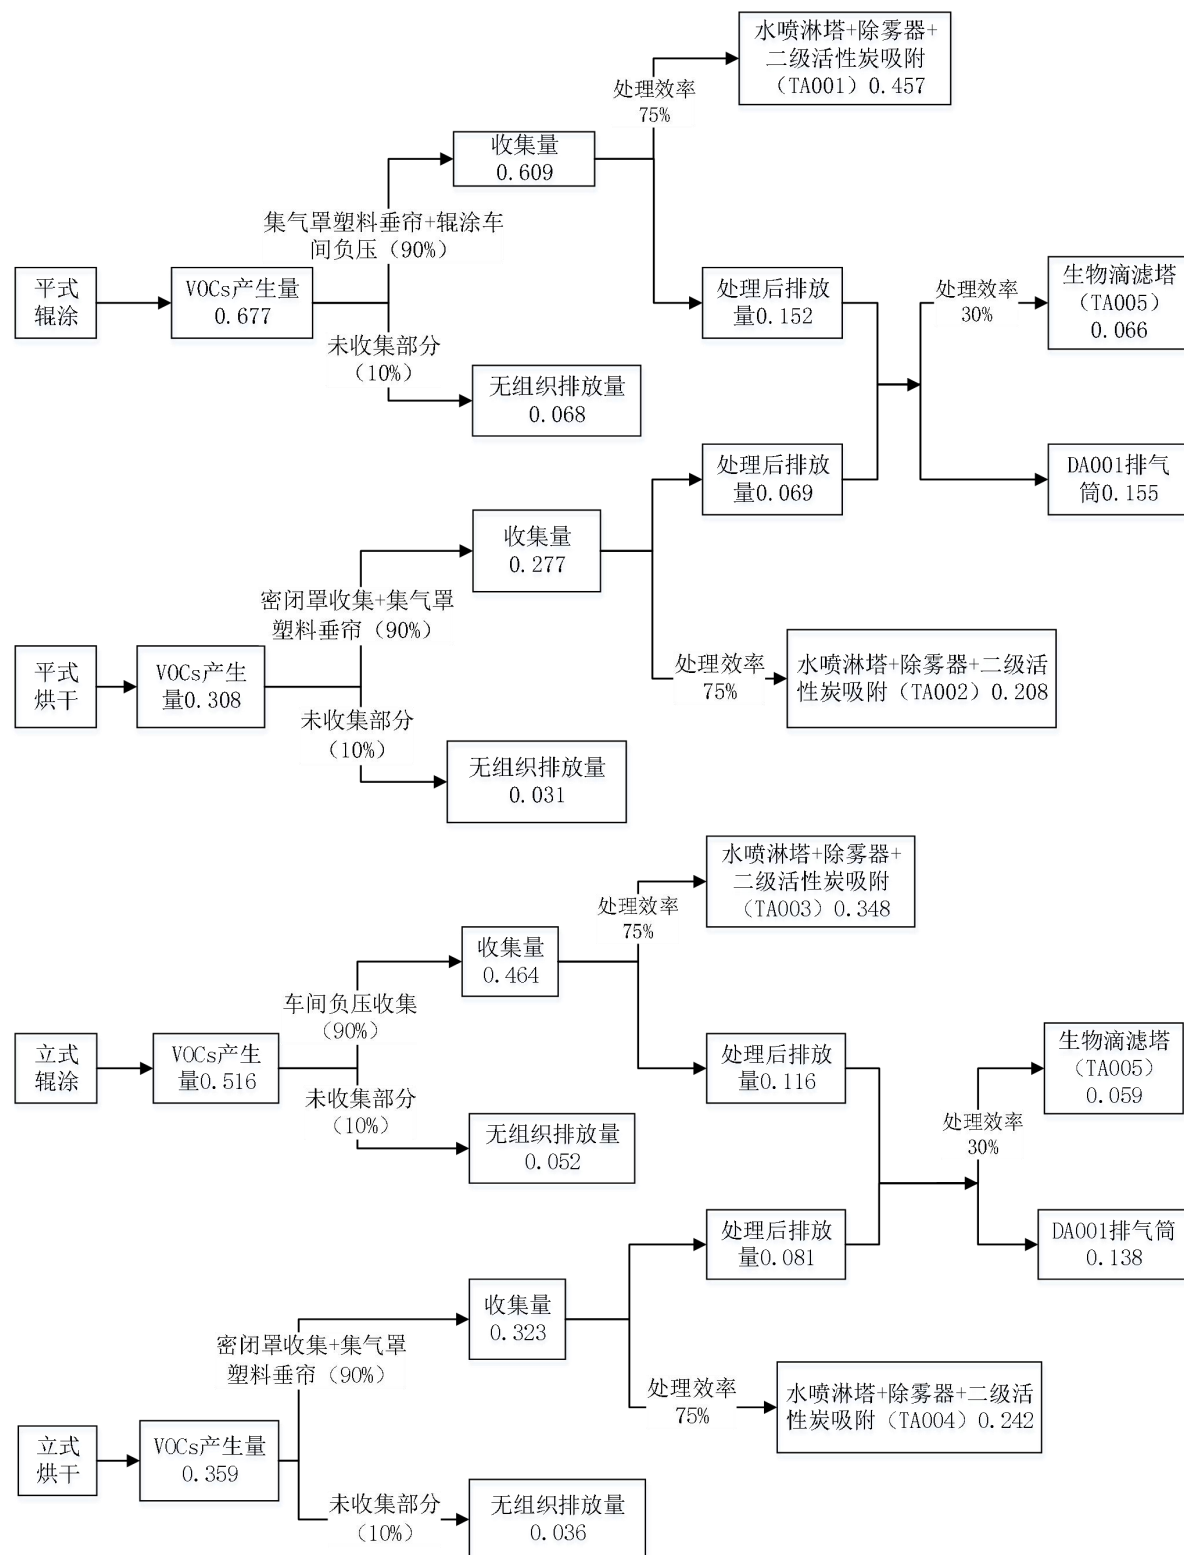 水喷淋塔+除雾器+
二级活性炭吸附
（TA001）0.457
处理效率
75%
收集量
0.609
集气罩塑料垂帘+辊涂车
间负压（90%）
平式
辊涂
VOCs产生量
0.677
处理后排放
量0.152
处理效率
30%
生物滴滤塔
（TA005）
0.066
未收集部分
（10%）
无组织排放量
0.068
处理后排放
量0.069
DA001排气
筒0.155
收集量
0.277
密闭罩收集+集气罩
塑料垂帘（90%）
平式
烘干
VOCs产生
量0.308
处理效率
75%
水喷淋塔+除雾器+二级活
性炭吸附（TA002）0.208
未收集部分
（10%）
无组织排放量
0.031
水喷淋塔+除雾器+
二级活性炭吸附
（TA003）0.348
处理效率
75%
收集量
0.464
车间负压收集
（90%）
立式
辊涂
VOCs产生
量0.516
处理后排放
量0.116
生物滴滤塔
（TA005）
0.059
未收集部分
（10%）
无组织排放量
0.052
处理效率
30%
处理后排放
量0.081
DA001排气筒
0.138
收集量
0.323
密闭罩收集+集气罩
塑料垂帘（90%）
处理效率
75%
水喷淋塔+除雾器+二级活
性炭吸附（TA004）0.242
立式
烘干
VOCs产生量
0.359
未收集部分
（10%）
无组织排放量
0.036